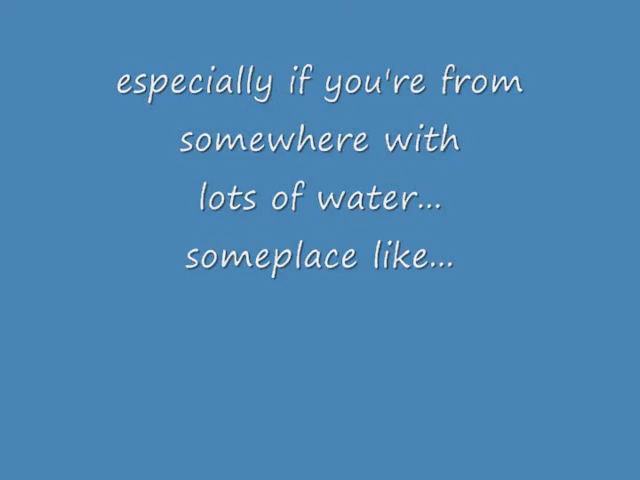 especially if you're from
somewhere with
lots of water...
someplace like...